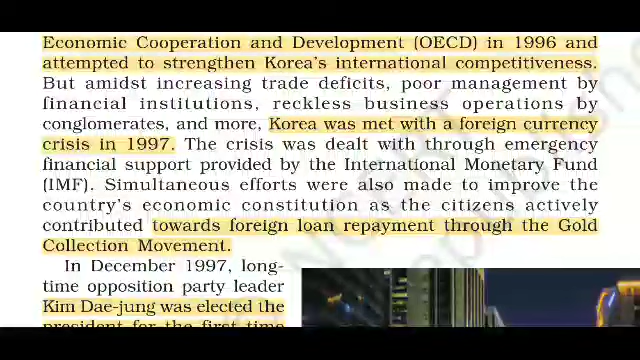 Economic Cooperation and Development (OECD) in 1996 and
attempted to strengthen Korea's international competitiveness.
But amidst increasing trade deficits, poor management by
financial institutions, reckless business operations by
conglomerates, and more, Korea was met with a foreign currency
crisis in 1997. The crisis was dealt with through emergency
financial support provided by the International Monetary Fund
(IMF). Simultaneous efforts were also made to improve the
country's economic constitution as the citizens actively
contributed towards foreign loan repayment through the Gold
Collection Movement.
In December 1997, long-
time opposition party leader
Kim Dae-jung was elected the
president for the first time